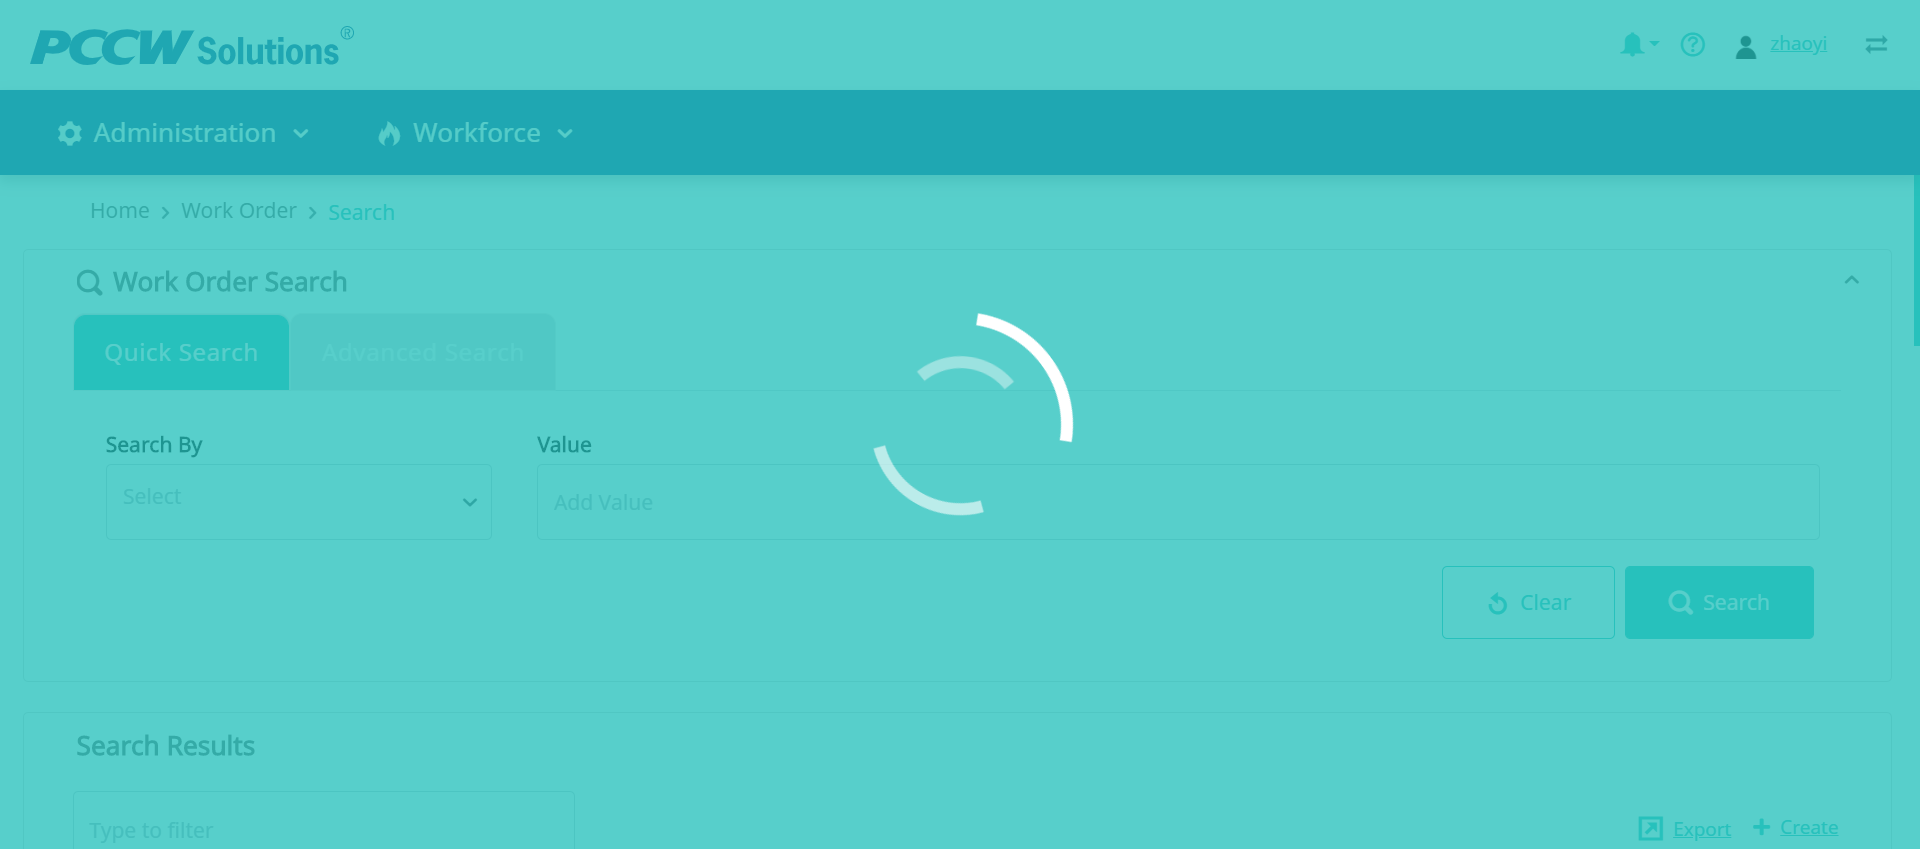 PCCW Solutions®
zhaoyi
Administration Workforce
Home > Work Order > Search
Work Order Search
Quick Search Advanced Search
Search By Value
Select Add Value
Clear Search
Search Results
Type to filter Export + Create